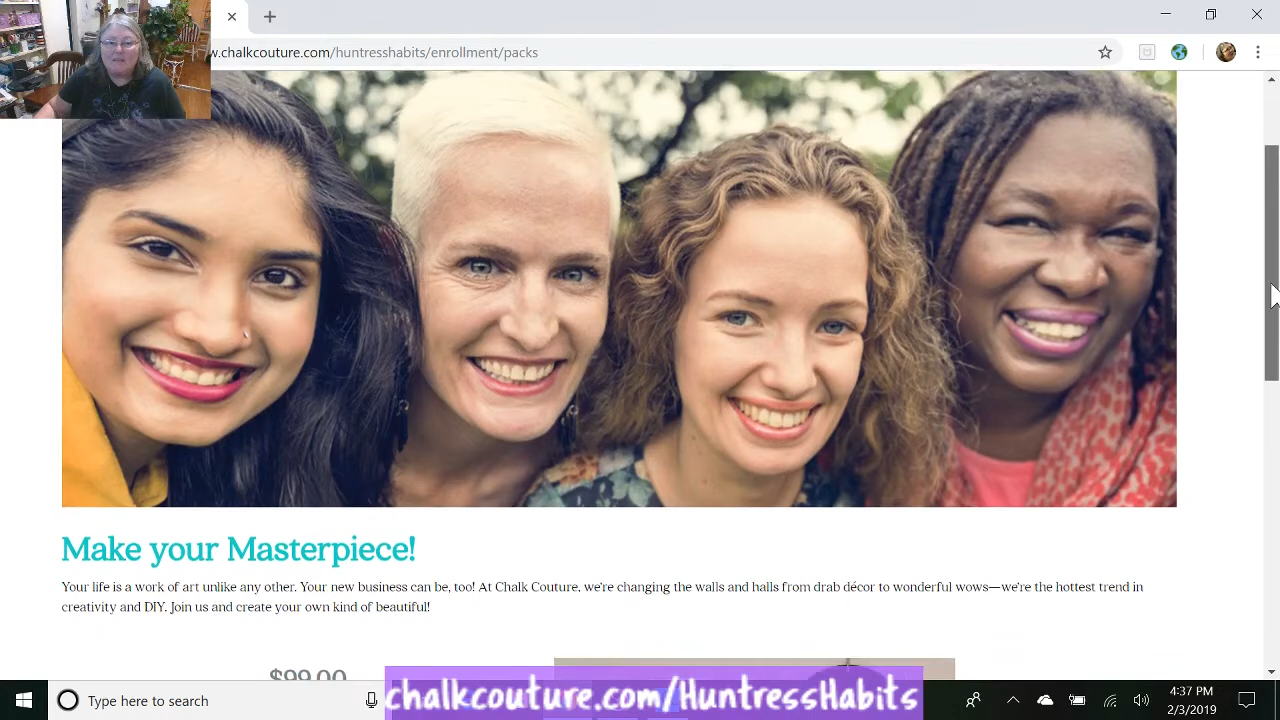 w.chalkcouture.com/huntresshabits/enrollment/packs
Make your Masterpiece!
Your life is a work of art unlike any other. Your new business can be, too! At Chalk Couture, we're changing the walls and halls from drab décor to wonderful wows—we're the hottest trend in
creativity and DIY. Join us and create your own kind of beautiful!
$99.00
Type here to search
chalkcouture.com/HuntressHabits
4:37 PM
2/3/2019